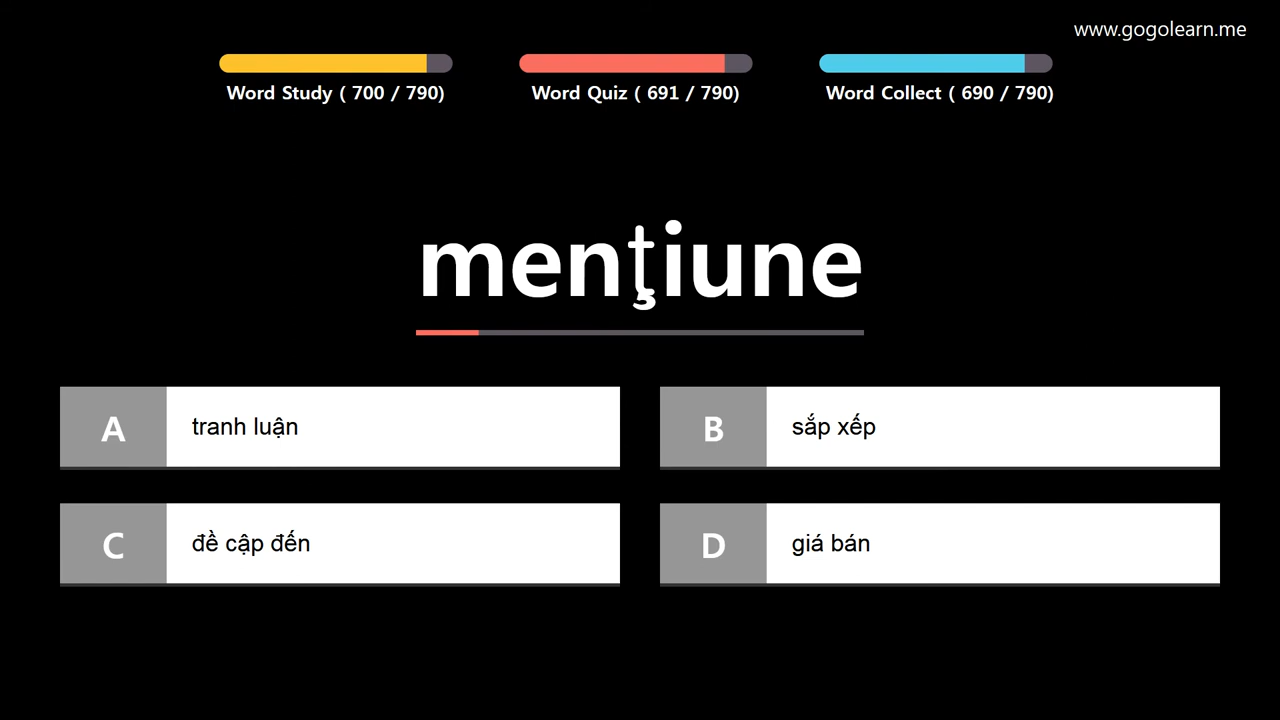 www.gogolearn.me
Word Study ( 700 / 790)
Word Quiz ( 691 / 790)
Word Collect ( 690 / 790)
menţiune
A tranh luận
B sắp xếp
C đề cập đến
D giá bán